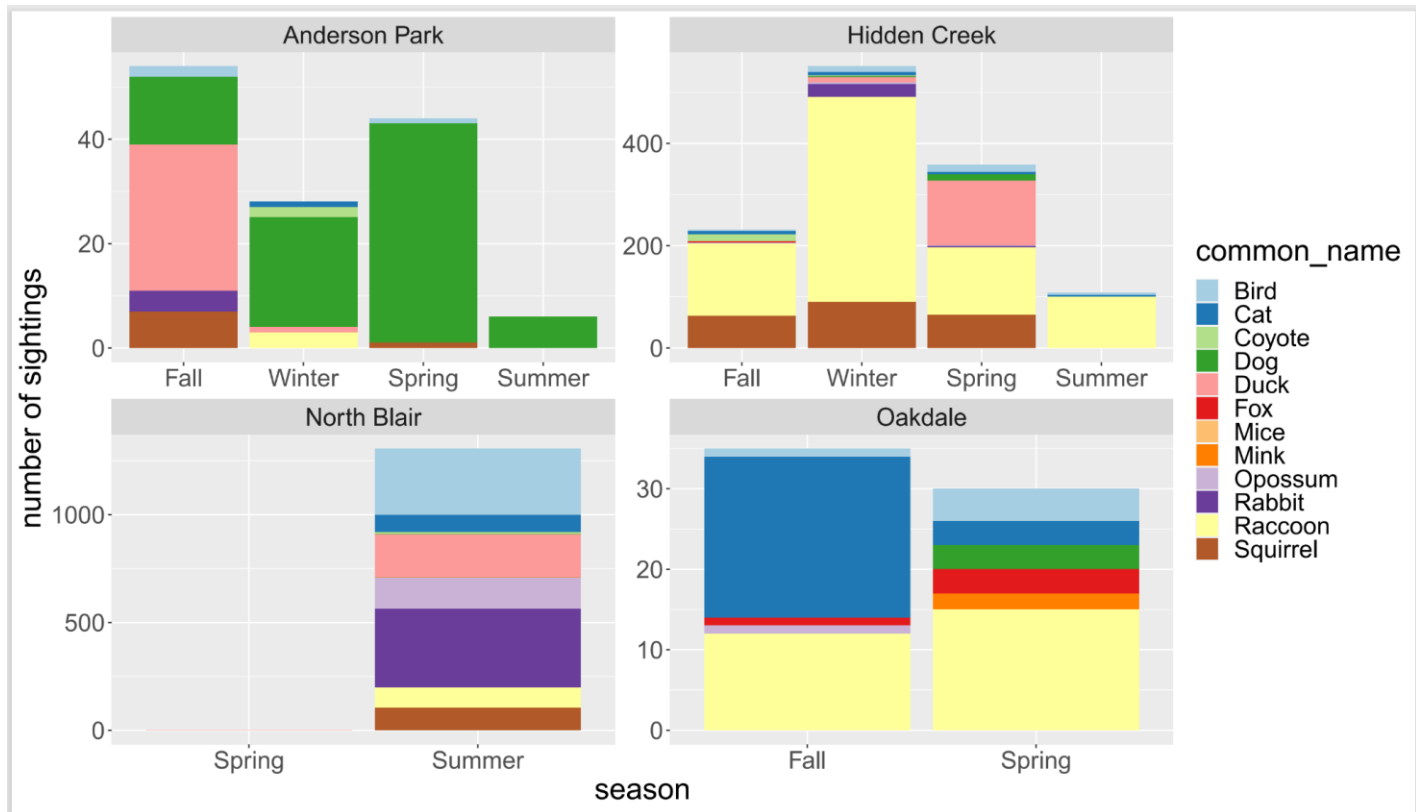 Anderson Park
Hidden Creek
40
20
0
Fall
Winter
Spring
Summer
400
200
0
Fall
Winter
Spring
Summer
North Blair
Oakdale
1000
500
0
Spring
Summer
30
20
10
0
Fall
Spring
number of sightings
season
common_name
Bird
Cat
Coyote
Dog
Duck
Fox
Mice
Mink
Opossum
Rabbit
Raccoon
Squirrel